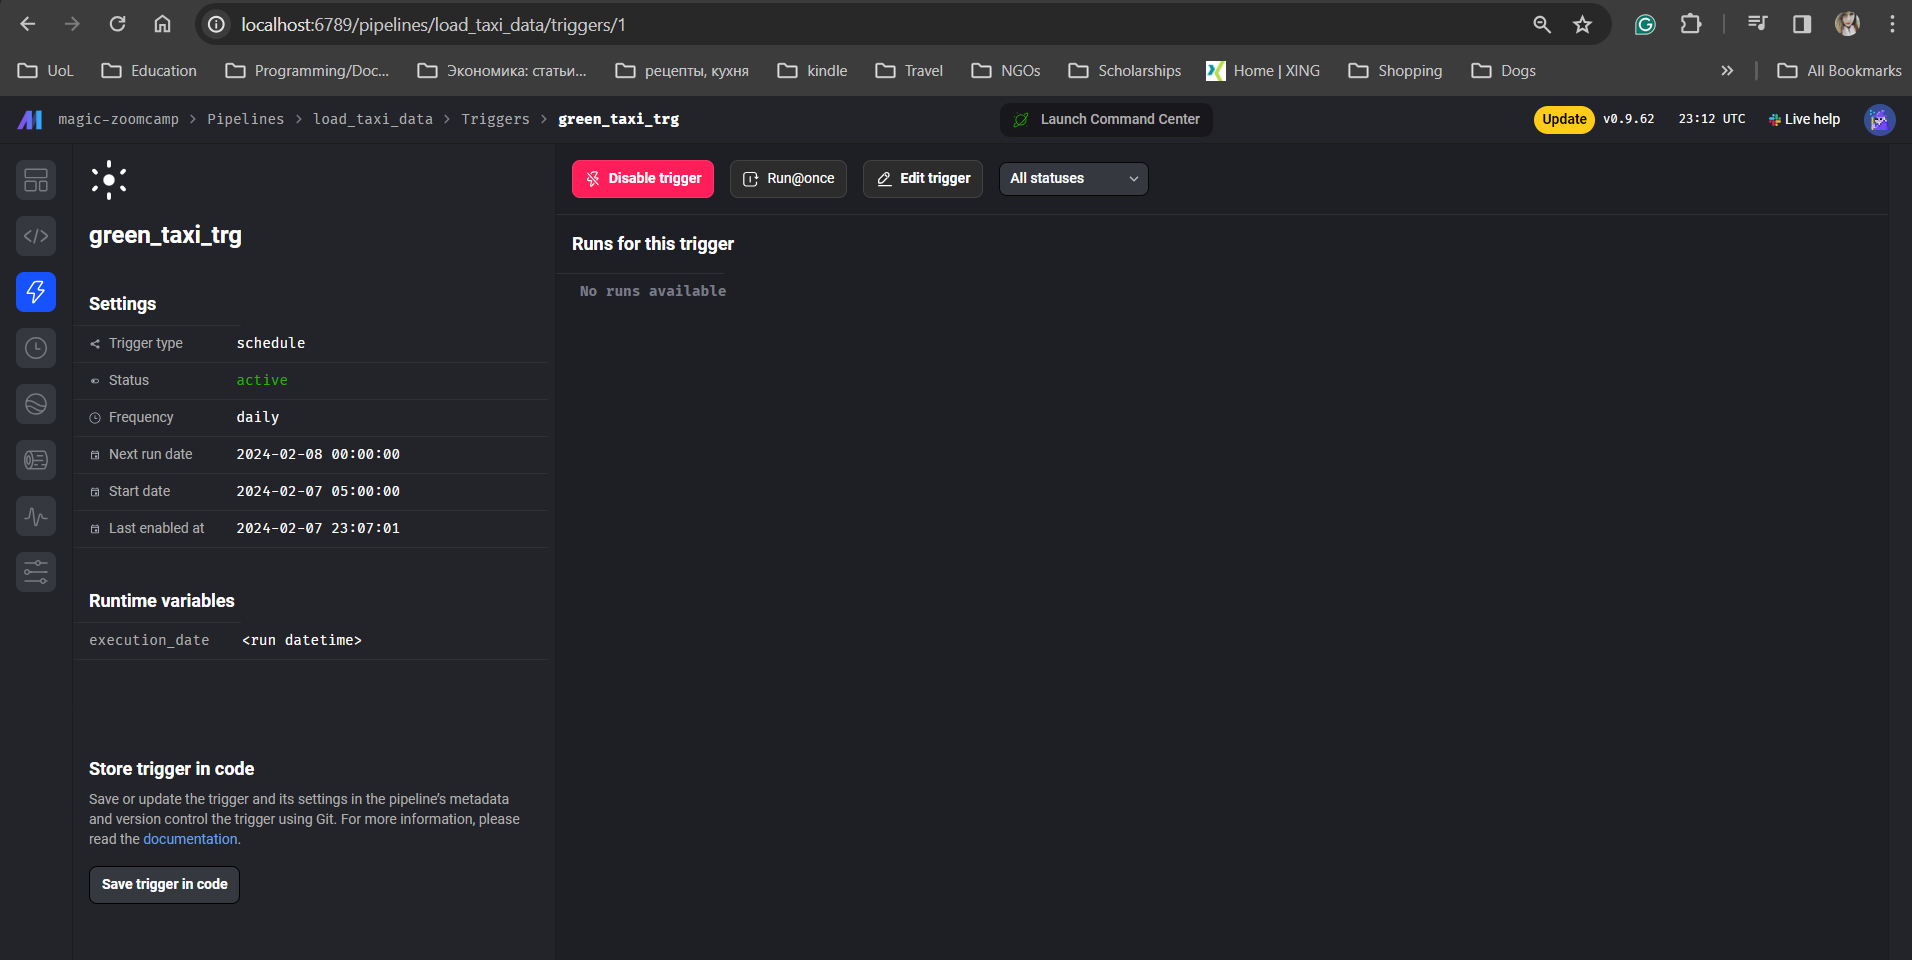 localhost:6789/pipelines/load_taxi_data/triggers/1
UoL Education Programming/Doc... Экономика: статьи... рецепты, кухня kindle Travel NGOs Scholarships Home | XING Shopping Dogs » All Bookmarks
magic-zoomcamp > Pipelines > load_taxi_data > Triggers > green_taxi_trg Launch Command Center Update v0.9.62 23:12 UTC Live help
Disable trigger Run@once Edit trigger All statuses
green_taxi_trg
Settings
Trigger type schedule
Status active
Frequency daily
Next run date 2024-02-08 00:00:00
Start date 2024-02-07 05:00:00
Last enabled at 2024-02-07 23:07:01
Runtime variables
execution_date <run datetime>
Store trigger in code
Save or update the trigger and its settings in the pipeline's metadata
and version control the trigger using Git. For more information, please
read the documentation.
Save trigger in code
Runs for this trigger
No runs available